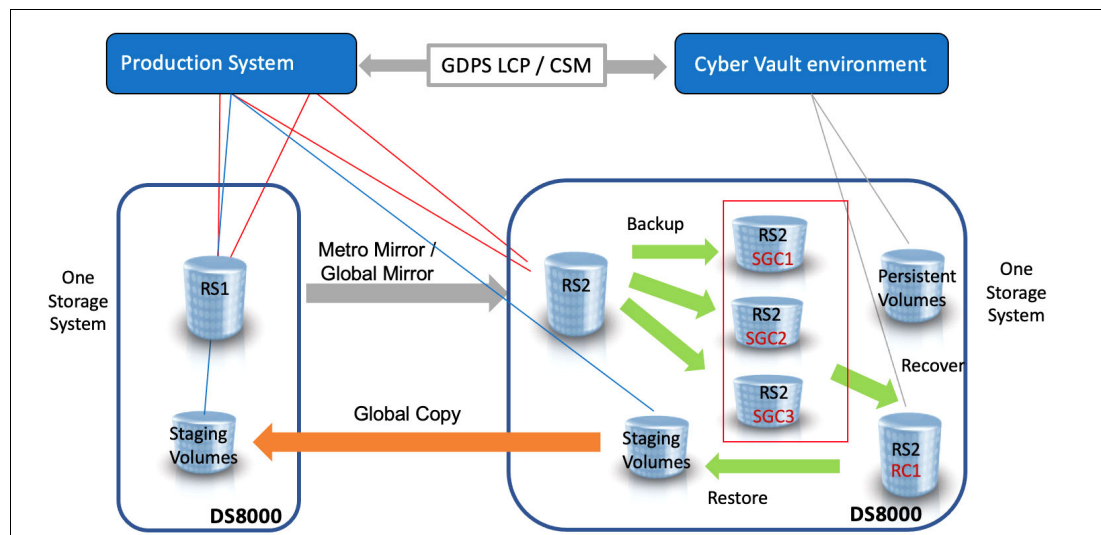 Production System
GDPS LCP / CSM
Cyber Vault environment
One
Storage
System
RS1
Metro Mirror /
/ Global Mirror
RS2
Backup
RS2
SGC1
RS2
SGC2
RS2
SGC3
Persistent
Volumes
One
Storage
System
Recover
Staging
Volumes
Global Copy
Staging
Volumes
Restore
RS2
RC1
DS8000
DS8000